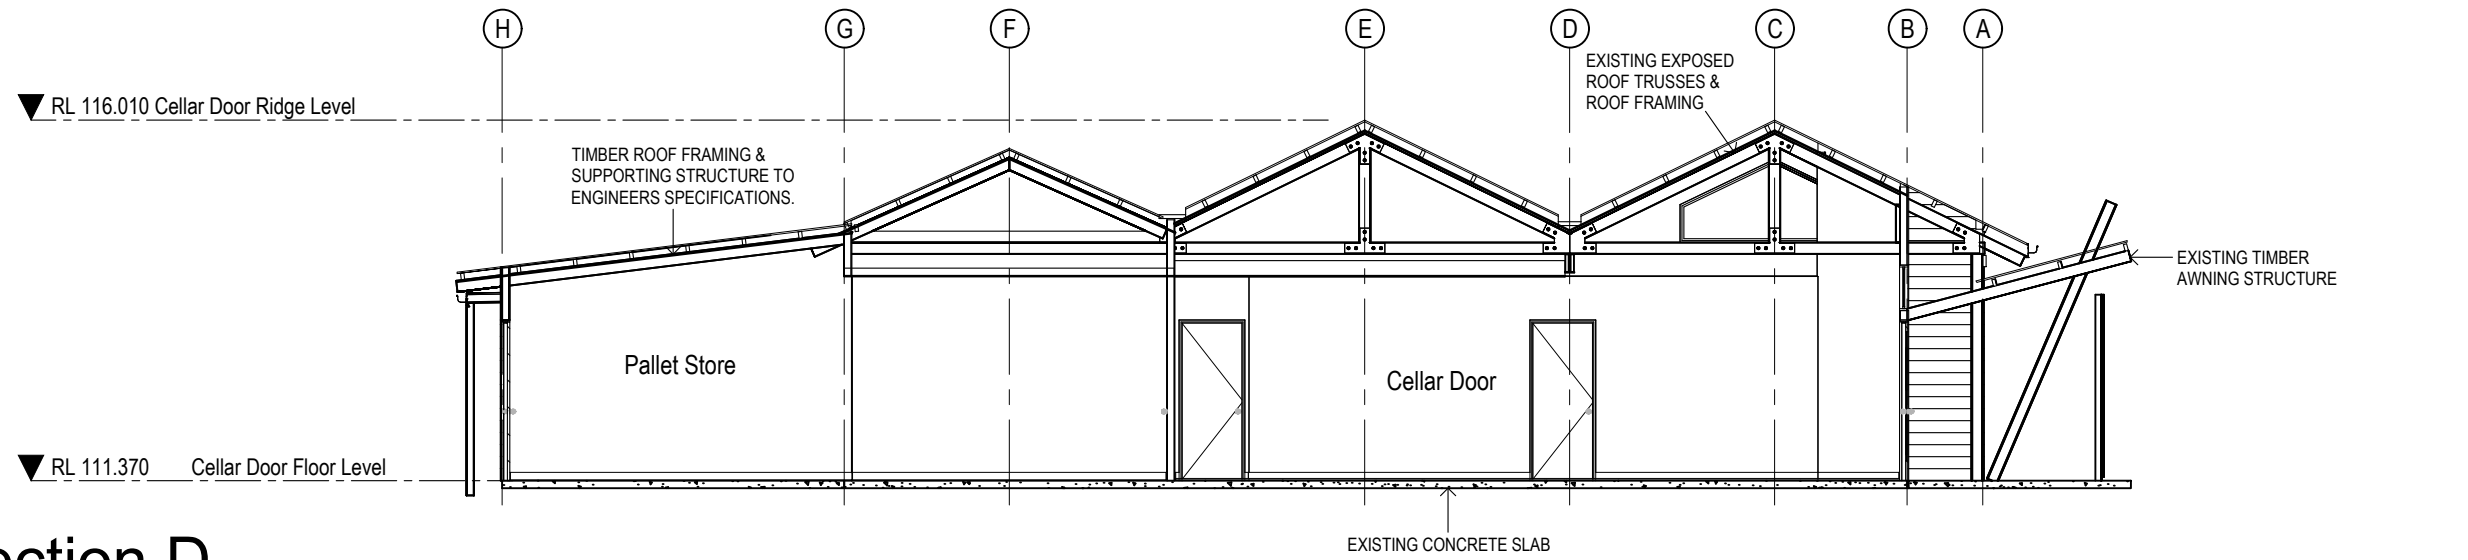 H G F E D C B A
EXISTING EXPOSED
ROOF TRUSSES &
ROOF FRAMING
RL 116.010 Cellar Door Ridge Level
TIMBER ROOF FRAMING &
SUPPORTING STRUCTURE TO
ENGINEERS SPECIFICATIONS.
EXISTING TIMBER
AWNING STRUCTURE
Pallet Store
Cellar Door
RL 111.370 Cellar Door Floor Level
EXISTING CONCRETE SLAB
ection D